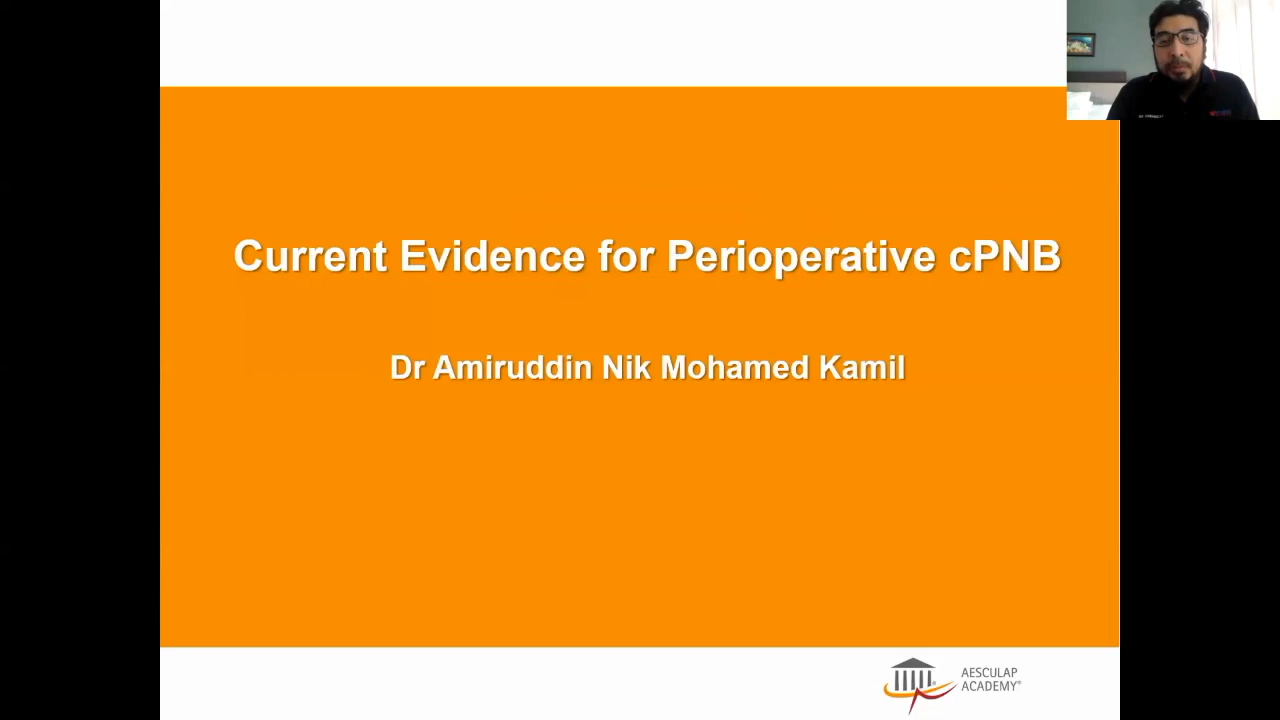 Current Evidence for Perioperative cPNB
Dr Amiruddin Nik Mohamed Kamil
AESCULAP
ACADEMY®